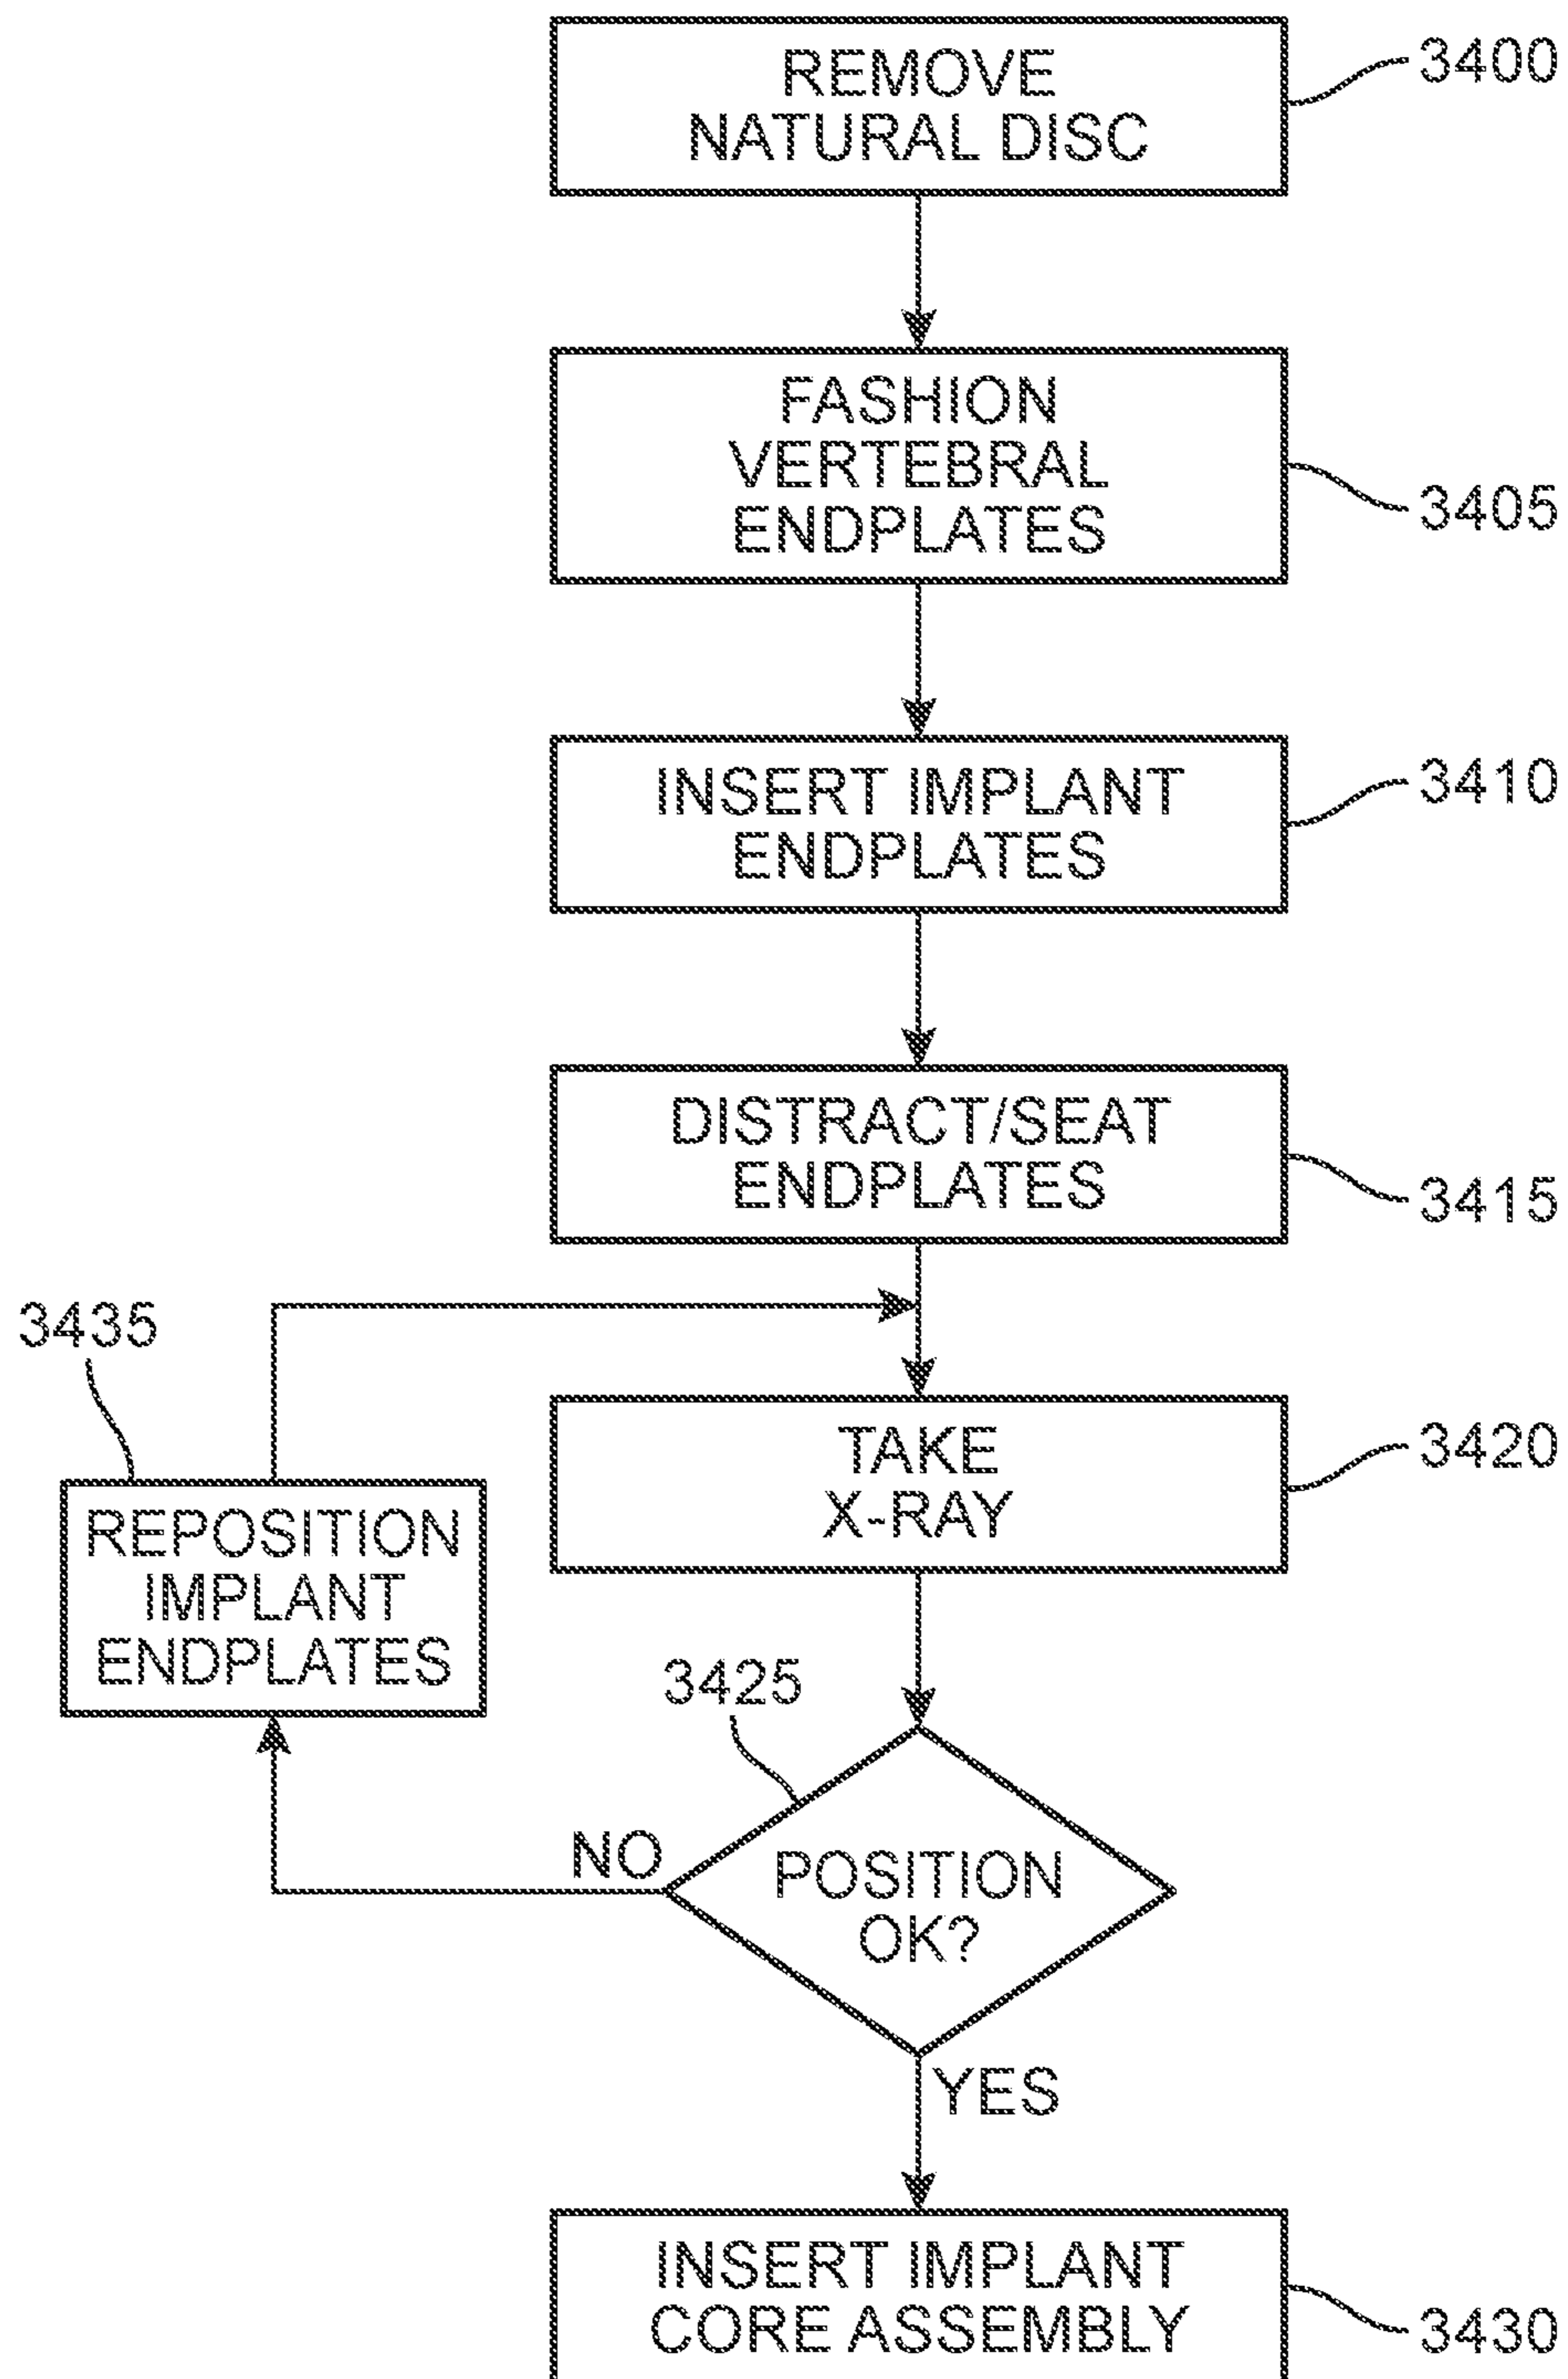 REMOVE
NATURAL DISC
3400
FASHION
VERTEBRAL
ENDPLATES
3405
INSERT IMPLANT
ENDPLATES
3410
DISTRACT/SEAT
ENDPLATES
3415
3435
REPOSITION
IMPLANT
ENDPLATES
TAKE
X-RAY
3420
3425
NO
POSITION
OK?
YES
INSERT IMPLANT
CORE ASSEMBLY
3430